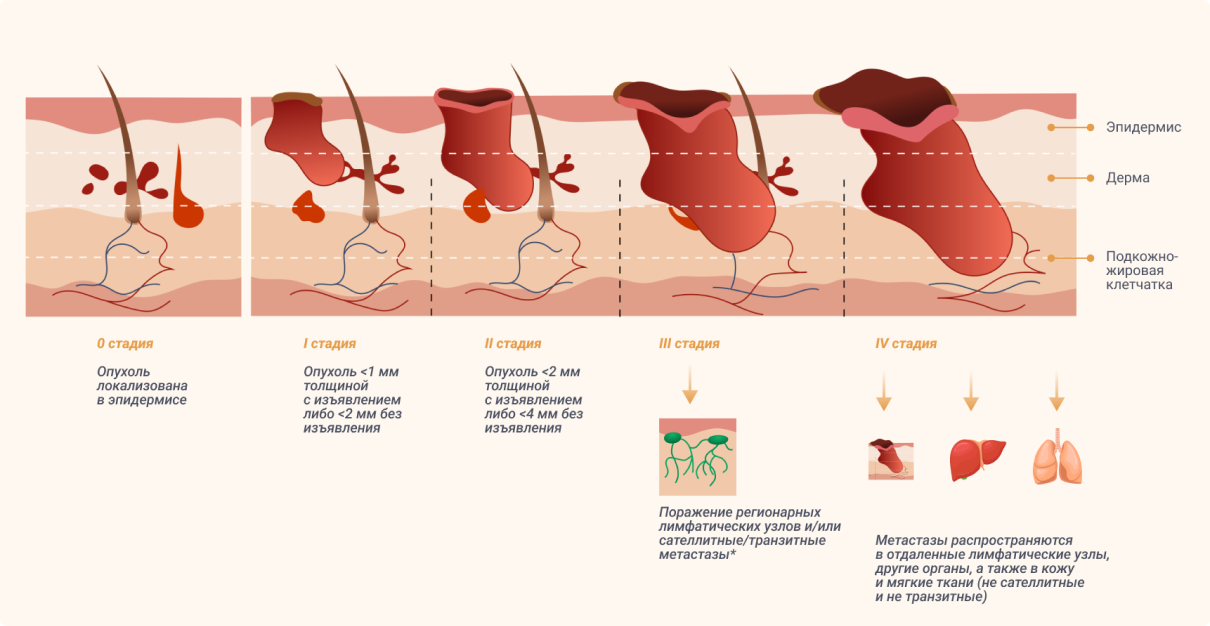 Эпидермис
Дерма
Подкожно-
жировая
клетчатка
0 стадия
Опухоль
локализована
в эпидермисе
I стадия
Опухоль <1 мм
толщиной
с изъявлением
либо <2 мм без
изъявления
II стадия
Опухоль <2 мм
толщиной
с изъявлением
либо <4 мм без
изъявления
III стадия
Поражение регионарных
лимфатических узлов и/или
сателлитные/транзитные
метастазы*
IV стадия
Метастазы распространяются
в отдаленные лимфатические узлы,
другие органы, а также в кожу
и мягкие ткани (не сателлитные
и не транзитные)